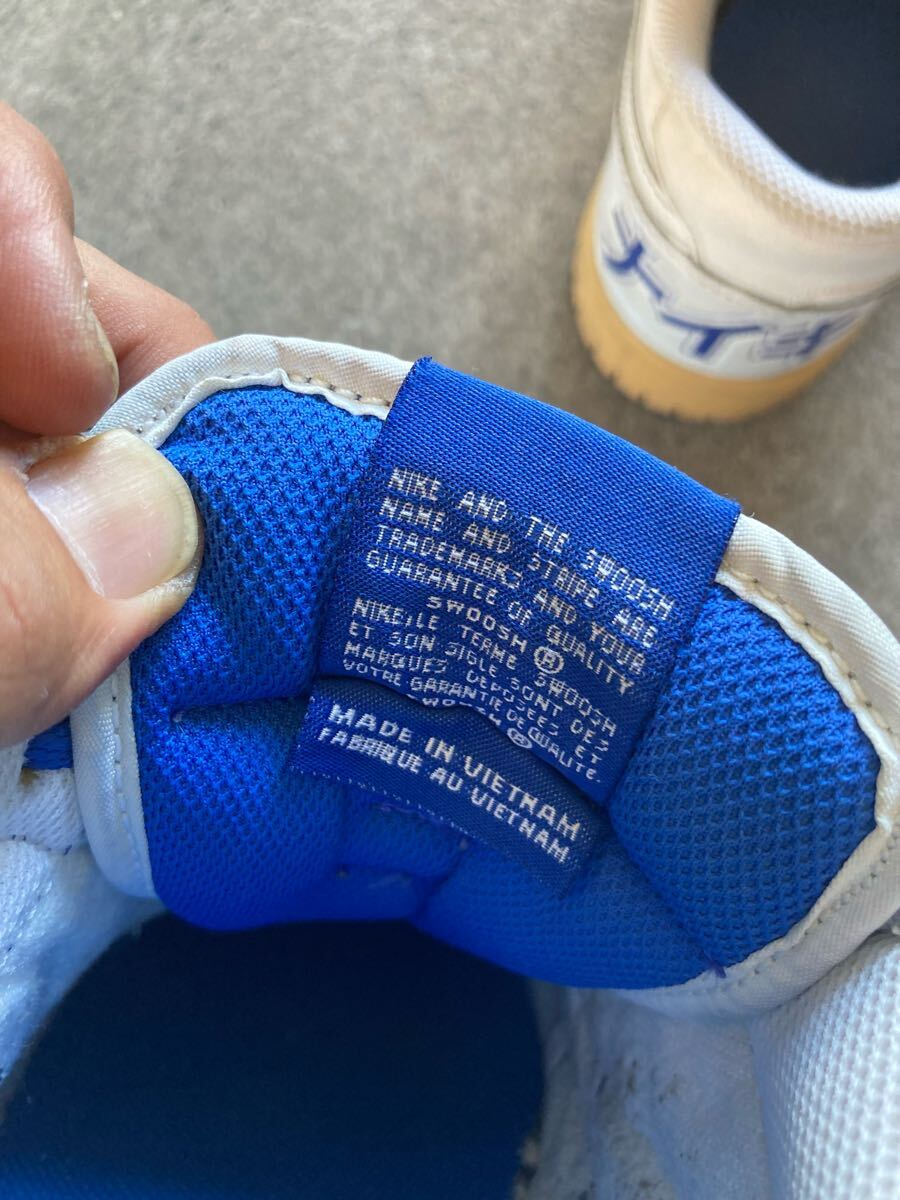 NIKE AND THE SWOOSH
NAME AND STRIPE ARE
TRADEMARKS AND YOUR
GUARANTEE OF QUALITY
SWOOSH ®
NIKE, LE TERME SWOOSH
ET SON SIGLE SONT DES
MARQUES DEPOSEES ET
VOTRE GARANTIE DE QUALITE.
®
MADE IN VIETNAM
FABRIQUE AU VIETNAM